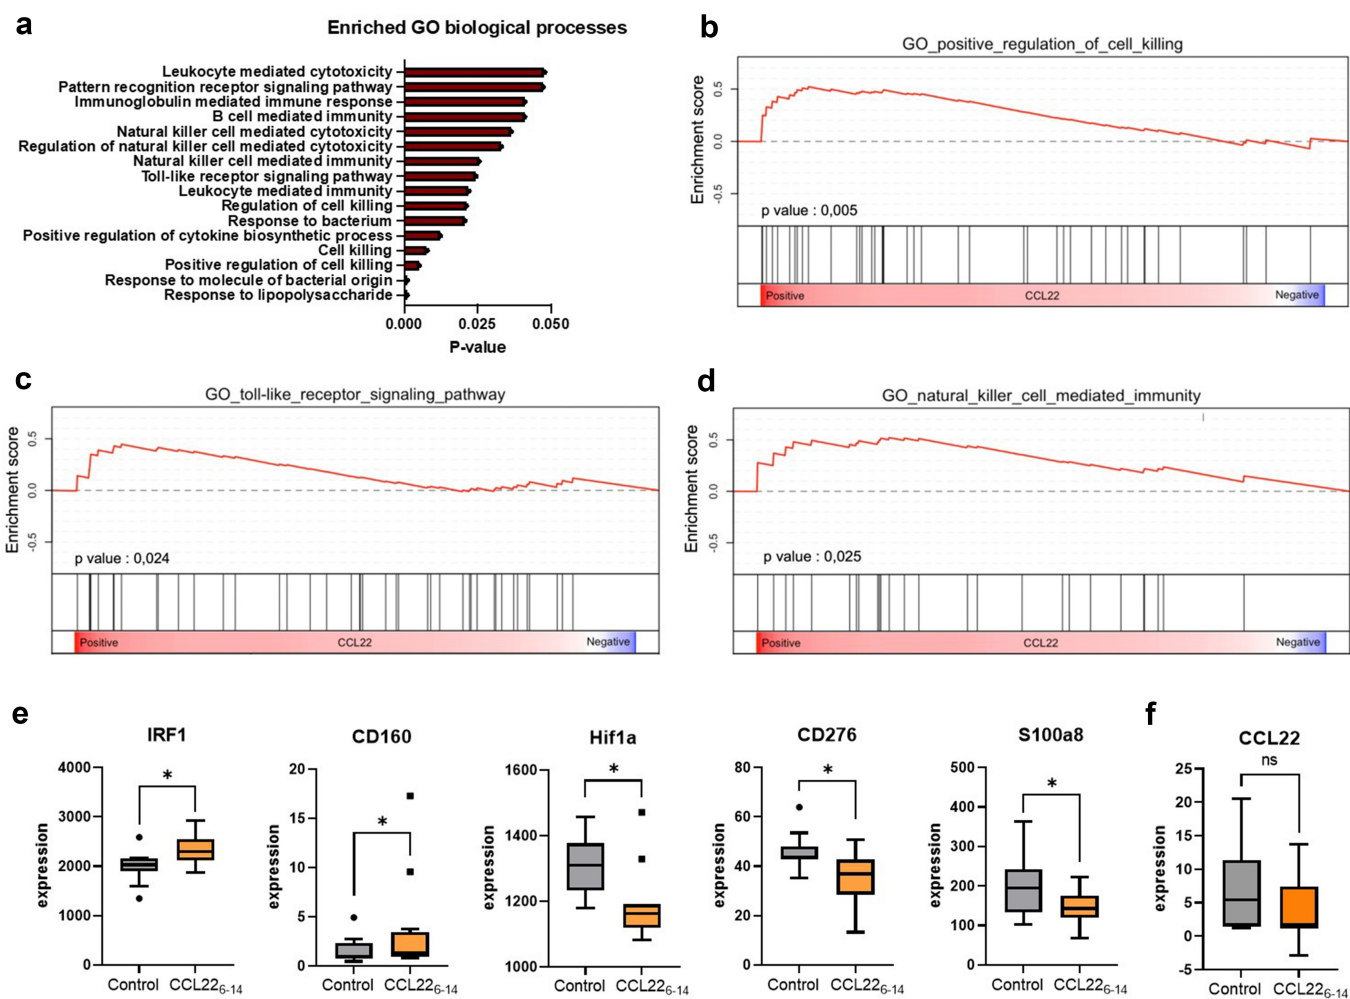 a
Enriched GO biological processes
Leukocyte mediated cytotoxicity
Pattern recognition receptor signaling pathway
Immunoglobulin mediated immune response
B cell mediated immunity
Natural killer cell mediated cytotoxicity
Regulation of natural killer cell mediated cytotoxicity
Natural killer cell mediated immunity
Toll-like receptor signaling pathway
Leukocyte mediated immunity
Regulation of cell killing
Response to bacterium
Positive regulation of cytokine biosynthetic process
Cell killing
Positive regulation of cell killing
Response to molecule of bacterial origin
Response to lipopolysaccharide
0.000 0.025 0.050
P-value
b
GO_positive_regulation_of_cell_killing
Enrichment score
0.5
0.0
-0.5
p value : 0,005
Positive CCL22 Negative
c
GO_toll-like_receptor_signaling_pathway
Enrichment score
0.5
0.0
-0.5
p value : 0,024
Positive CCL22 Negative
d
GO_natural_killer_cell_mediated_immunity
Enrichment score
0.5
0.0
-0.5
p value : 0,025
Positive CCL22 Negative
e
IRF1
expression
4000
3000
2000
1000
0
*
Control CCL22₆₋₁₄
CD160
expression
20
15
10
5
0
*
Control CCL22₆₋₁₄
Hif1a
expression
1600
1400
1200
1000
*
Control CCL22₆₋₁₄
CD276
expression
80
60
40
20
0
*
Control CCL22₆₋₁₄
S100a8
expression
500
400
300
200
100
0
*
Control CCL22₆₋₁₄
f
CCL22
expression
25
20
15
10
5
0
-5
ns
Control CCL22₆₋₁₄